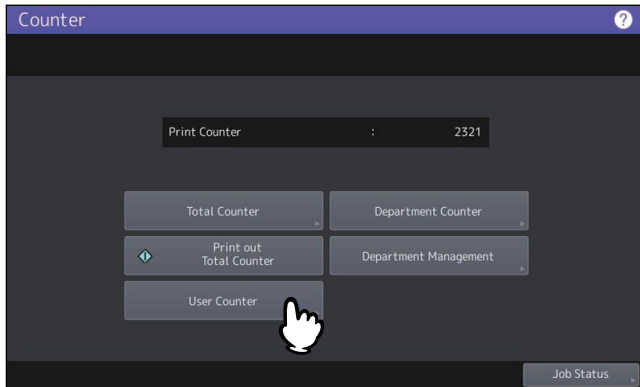 Counter ?
Print Counter : 2321
Total Counter
Department Counter
Print out
Total Counter
Department Management
User Counter
Job Status